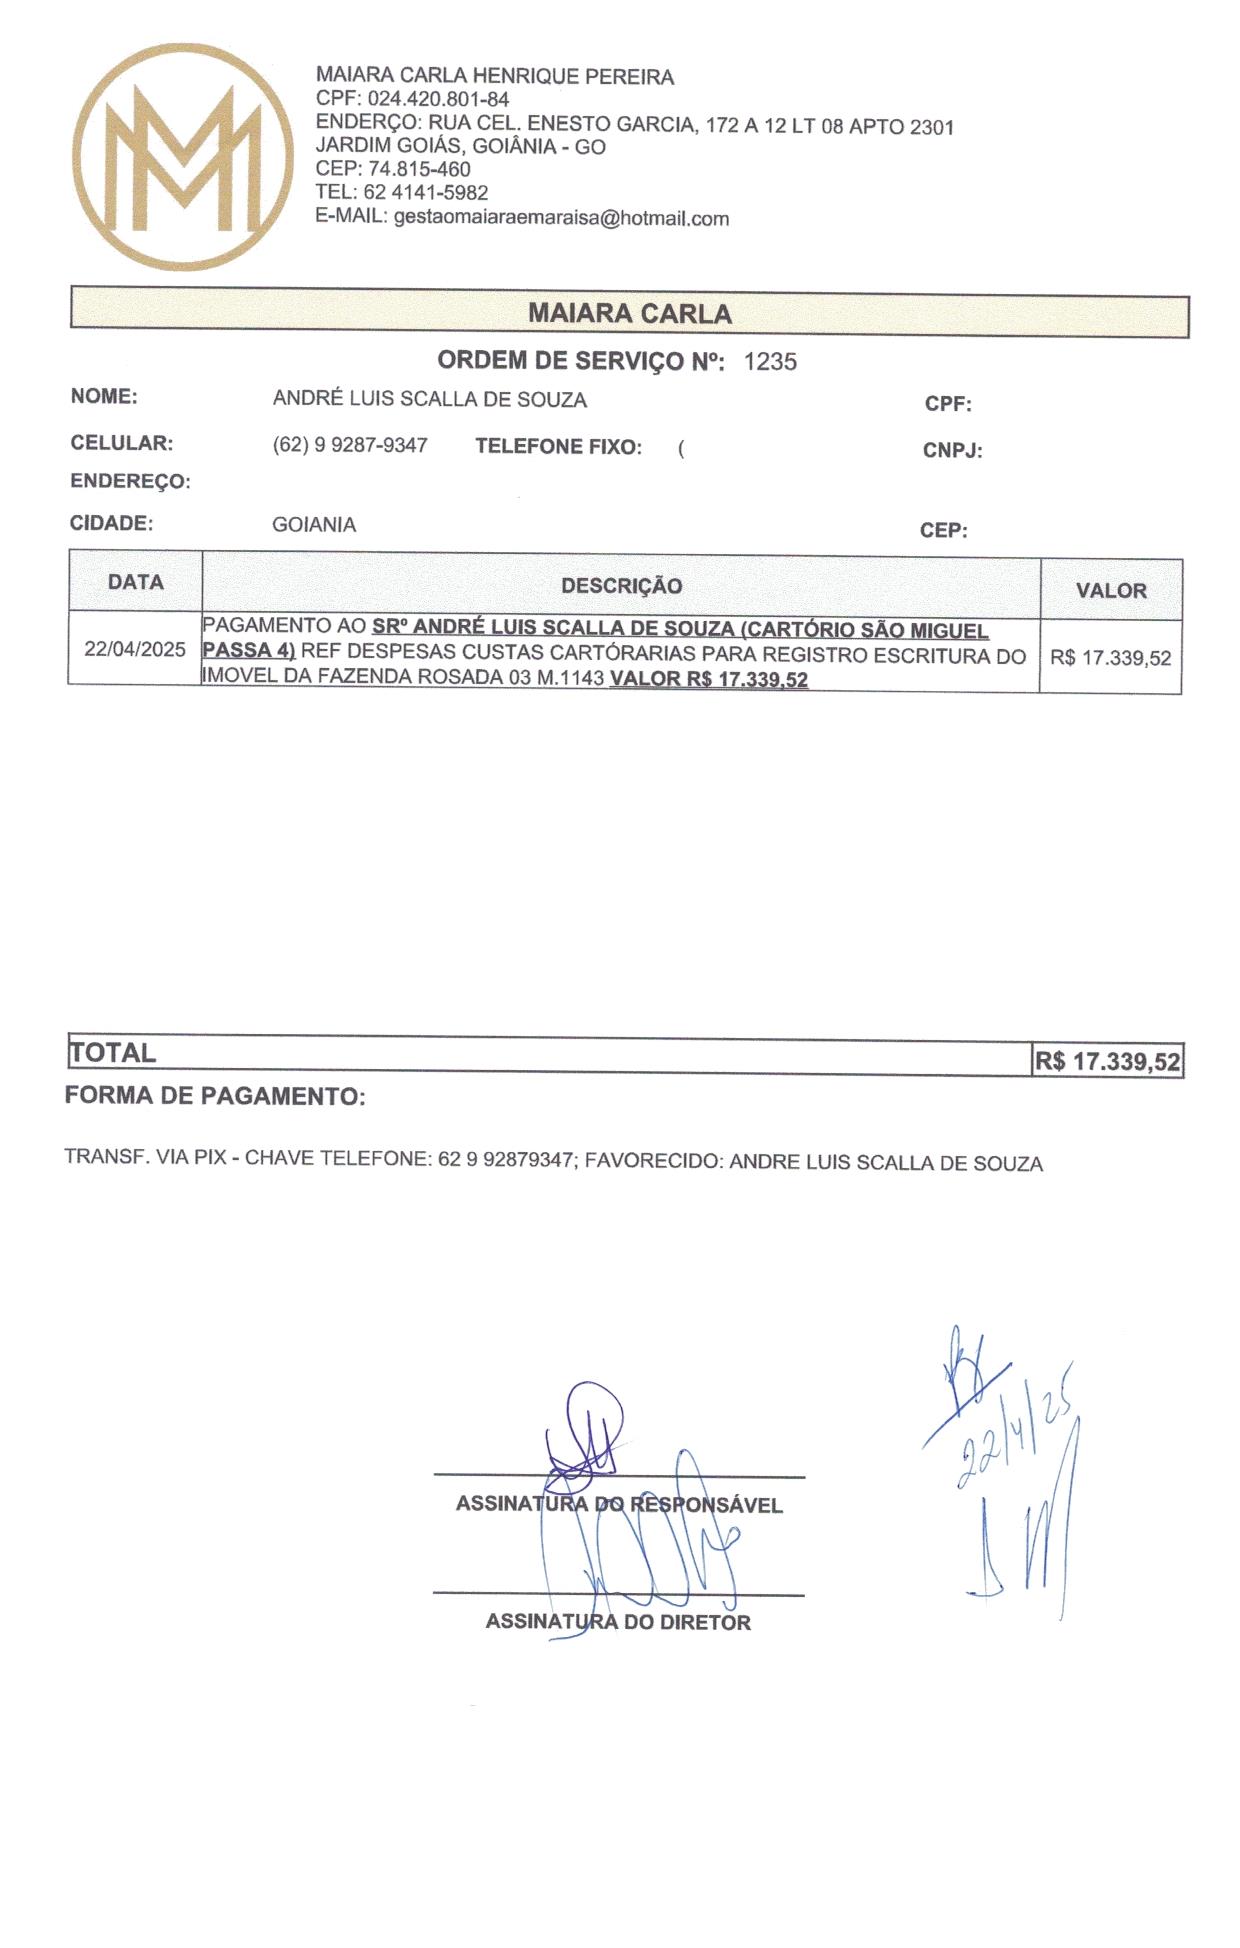 MAIARA CARLA HENRIQUE PEREIRA
CPF: 024.420.801-84
ENDERÇO: RUA CEL. ENESTO GARCIA, 172 A 12 LT 08 APTO 2301
JARDIM GOIÁS, GOIÂNIA - GO
CEP: 74.815-460
TEL: 62 4141-5982
E-MAIL: gestaomaiaraemaraisa@hotmail.com
MAIARA CARLA
ORDEM DE SERVIÇO Nº: 1235
NOME: ANDRÉ LUIS SCALLA DE SOUZA CPF:
CELULAR: (62) 9 9287-9347 TELEFONE FIXO: ( CNPJ:
ENDEREÇO:
CIDADE: GOIANIA CEP:
DATA DESCRIÇÃO VALOR
PAGAMENTO AO SRº ANDRÉ LUIS SCALLA DE SOUZA (CARTÓRIO SÃO MIGUEL
22/04/2025 PASSA 4) REF DESPESAS CUSTAS CARTÓRARIAS PARA REGISTRO ESCRITURA DO R$ 17.339,52
IMOVEL DA FAZENDA ROSADA 03 M.1143 VALOR R$ 17.339,52
TOTAL R$ 17.339,52
FORMA DE PAGAMENTO:
TRANSF. VIA PIX - CHAVE TELEFONE: 62 9 92879347; FAVORECIDO: ANDRE LUIS SCALLA DE SOUZA
22/4/25
ASSINATURA DO RESPONSÁVEL
ASSINATURA DO DIRETOR